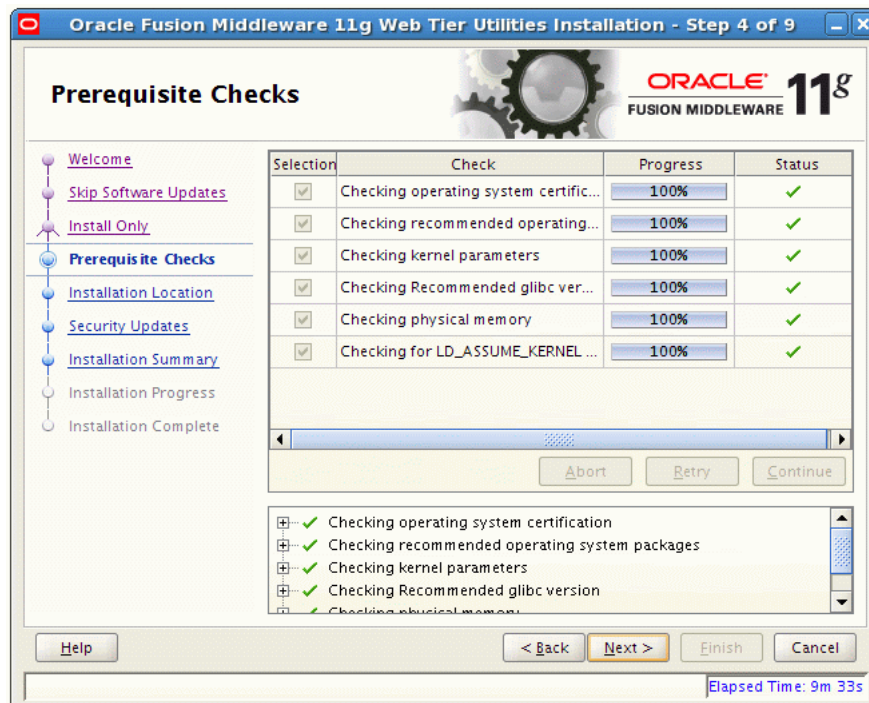 Oracle Fusion Middleware 11g Web Tier Utilities Installation - Step 4 of 9
Prerequisite Checks
ORACLE
FUSION MIDDLEWARE
11g
Welcome
Skip Software Updates
Install Only
Prerequisite Checks
Installation Location
Security Updates
Installation Summary
Installation Progress
Installation Complete
Selection Check Progress Status
Checking operating system certific... 100%
Checking recommended operating... 100%
Checking kernel parameters 100%
Checking Recommended glibc ver... 100%
Checking physical memory 100%
Checking for LD_ASSUME_KERNEL ... 100%
Abort Retry Continue
Checking operating system certification
Checking recommended operating system packages
Checking kernel parameters
Checking Recommended glibc version
Checking physical memory
Help < Back Next > Finish Cancel
Elapsed Time: 9m 33s